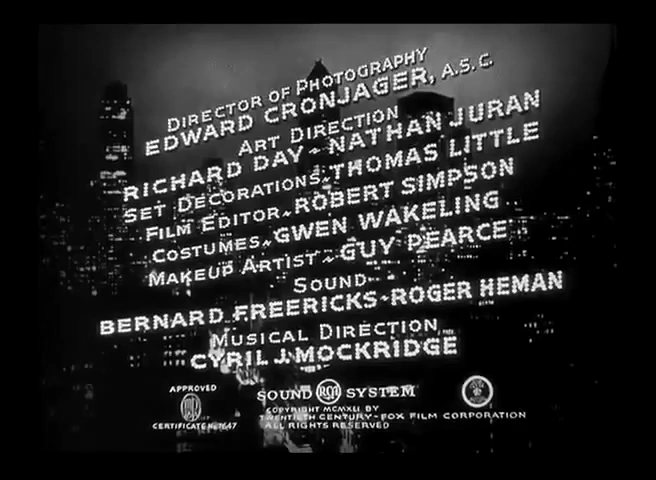 DIRECTOR OF PHOTOGRAPHY
EDWARD CRONJAGER, A.S.C.
ART DIRECTION
RICHARD DAY ~ NATHAN JURAN
SET DECORATIONS ~ THOMAS LITTLE
FILM EDITOR ~ ROBERT SIMPSON
COSTUMES ~ GWEN WAKELING
MAKEUP ARTIST ~ GUY PEARCE
SOUND
BERNARD FREERICKS ~ ROGER HEMAN
MUSICAL DIRECTION
CYRIL J. MOCKRIDGE
APPROVED
CERTIFICATE No. 7647
SOUND RCA SYSTEM
COPYRIGHT MCMXLI BY
TWENTIETH CENTURY-FOX FILM CORPORATION
ALL RIGHTS RESERVED